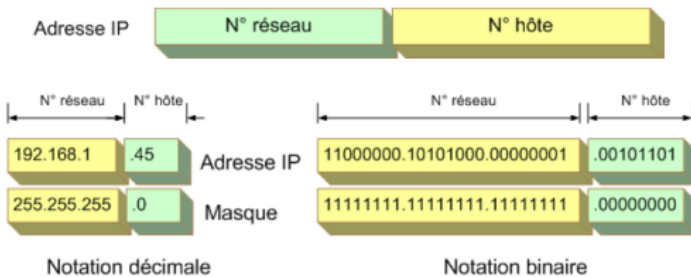 Adresse IP N° réseau N° hôte
N° réseau N° hôte N° réseau N° hôte
192.168.1 .45 Adresse IP 11000000.10101000.00000001 .00101101
255.255.255 .0 Masque 11111111.11111111.11111111 .00000000
Notation décimale Notation binaire